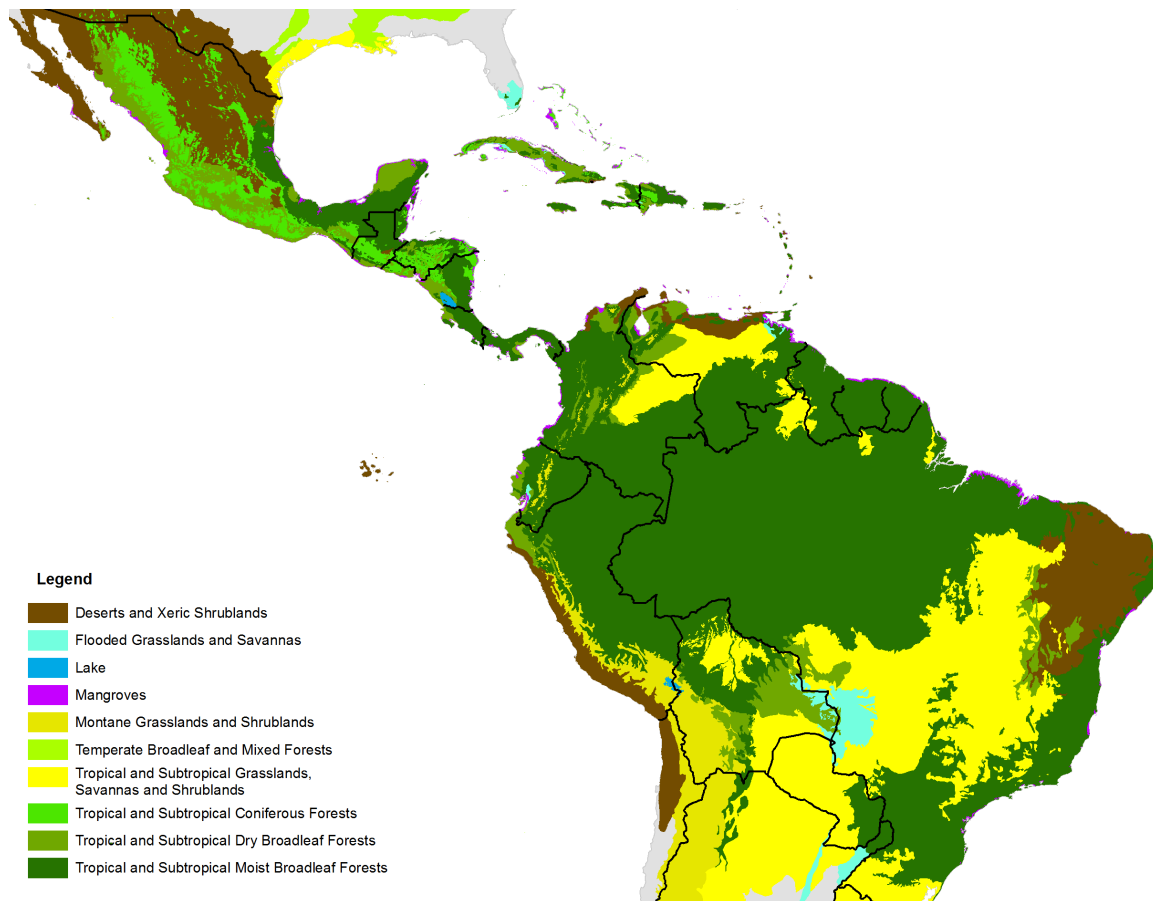 Legend
Deserts and Xeric Shrublands
Flooded Grasslands and Savannas
Lake
Mangroves
Montane Grasslands and Shrublands
Temperate Broadleaf and Mixed Forests
Tropical and Subtropical Grasslands,
Savannas and Shrublands
Tropical and Subtropical Coniferous Forests
Tropical and Subtropical Dry Broadleaf Forests
Tropical and Subtropical Moist Broadleaf Forests